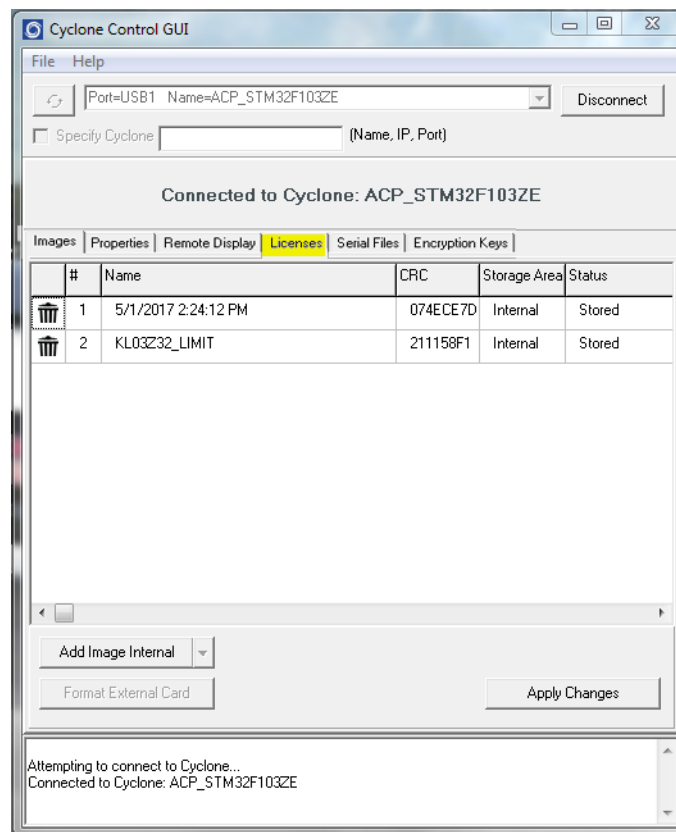 Cyclone Control GUI
File Help
Port=USB1 Name=ACP_STM32F103ZE
Disconnect
Specify Cyclone (Name, IP, Port)
Connected to Cyclone: ACP_STM32F103ZE
Images Properties Remote Display Licenses Serial Files Encryption Keys
# Name CRC Storage Area Status
1 5/1/2017 2:24:12 PM 074ECE7D Internal Stored
2 KL03Z32_LIMIT 211158F1 Internal Stored
Add Image Internal
Format External Card Apply Changes
Attempting to connect to Cyclone...
Connected to Cyclone: ACP_STM32F103ZE